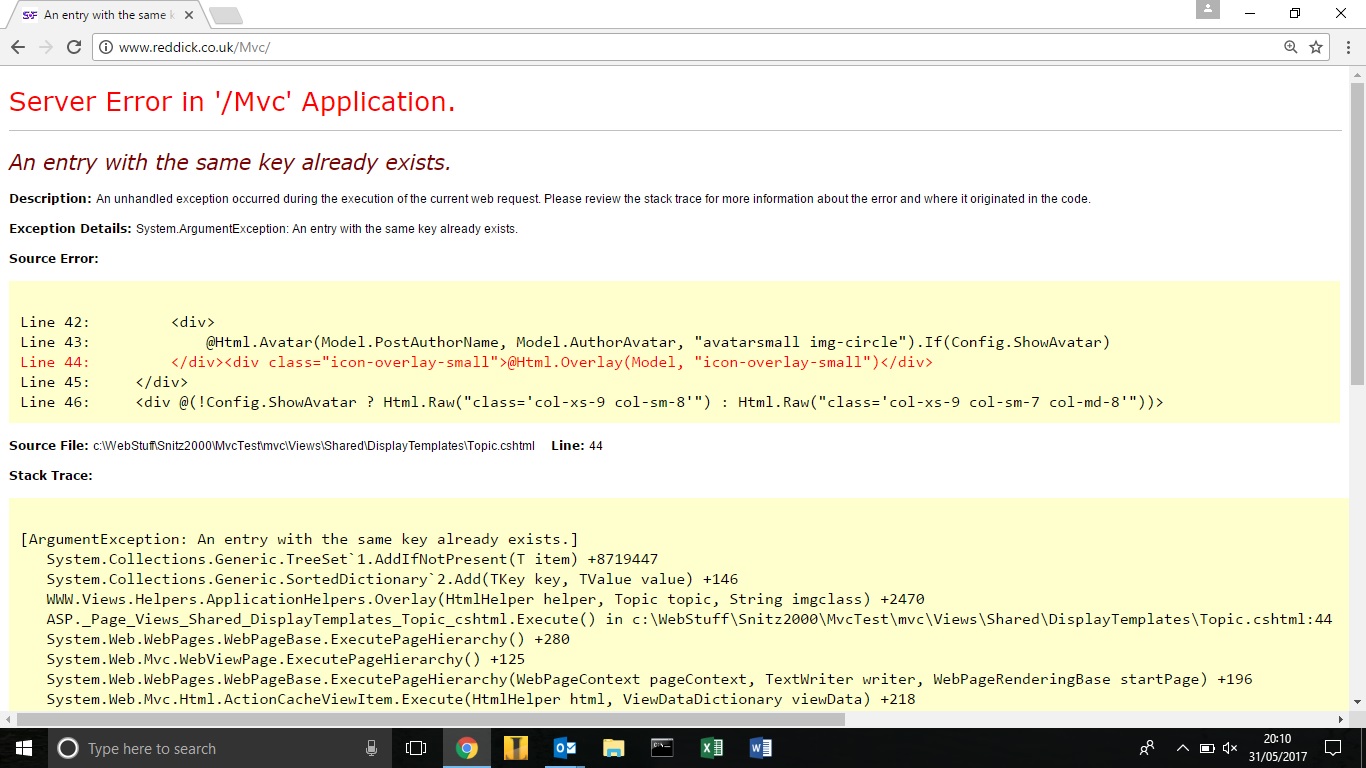 An entry with the same k
www.reddick.co.uk/Mvc/
Server Error in '/Mvc' Application.
An entry with the same key already exists.
Description: An unhandled exception occurred during the execution of the current web request. Please review the stack trace for more information about the error and where it originated in the code.
Exception Details: System.ArgumentException: An entry with the same key already exists.
Source Error:
Line 42:         <div>
Line 43:             @Html.Avatar(Model.PostAuthorName, Model.AuthorAvatar, "avatarsmall img-circle").If(Config.ShowAvatar)
Line 44:         </div><div class="icon-overlay-small">@Html.Overlay(Model, "icon-overlay-small")</div>
Line 45:     </div>
Line 46:     <div @(!Config.ShowAvatar ? Html.Raw("class='col-xs-9 col-sm-8'") : Html.Raw("class='col-xs-9 col-sm-7 col-md-8'"))>
Source File: c:\WebStuff\Snitz2000\MvcTest\mvc\Views\Shared\DisplayTemplates\Topic.cshtml    Line: 44
Stack Trace:
[ArgumentException: An entry with the same key already exists.]
System.Collections.Generic.TreeSet`1.AddIfNotPresent(T item) +8719447
System.Collections.Generic.SortedDictionary`2.Add(TKey key, TValue value) +146
WWW.Views.Helpers.ApplicationHelpers.Overlay(HtmlHelper helper, Topic topic, String imgclass) +2470
ASP._Page_Views_Shared_DisplayTemplates_Topic_cshtml.Execute() in c:\WebStuff\Snitz2000\MvcTest\mvc\Views\Shared\DisplayTemplates\Topic.cshtml:44
System.Web.WebPages.WebPageBase.ExecutePageHierarchy() +280
System.Web.Mvc.WebViewPage.ExecutePageHierarchy() +125
System.Web.WebPages.WebPageBase.ExecutePageHierarchy(WebPageContext pageContext, TextWriter writer, WebPageRenderingBase startPage) +196
System.Web.Mvc.Html.ActionCacheViewItem.Execute(HtmlHelper html, ViewDataDictionary viewData) +218
Type here to search
20:10
31/05/2017